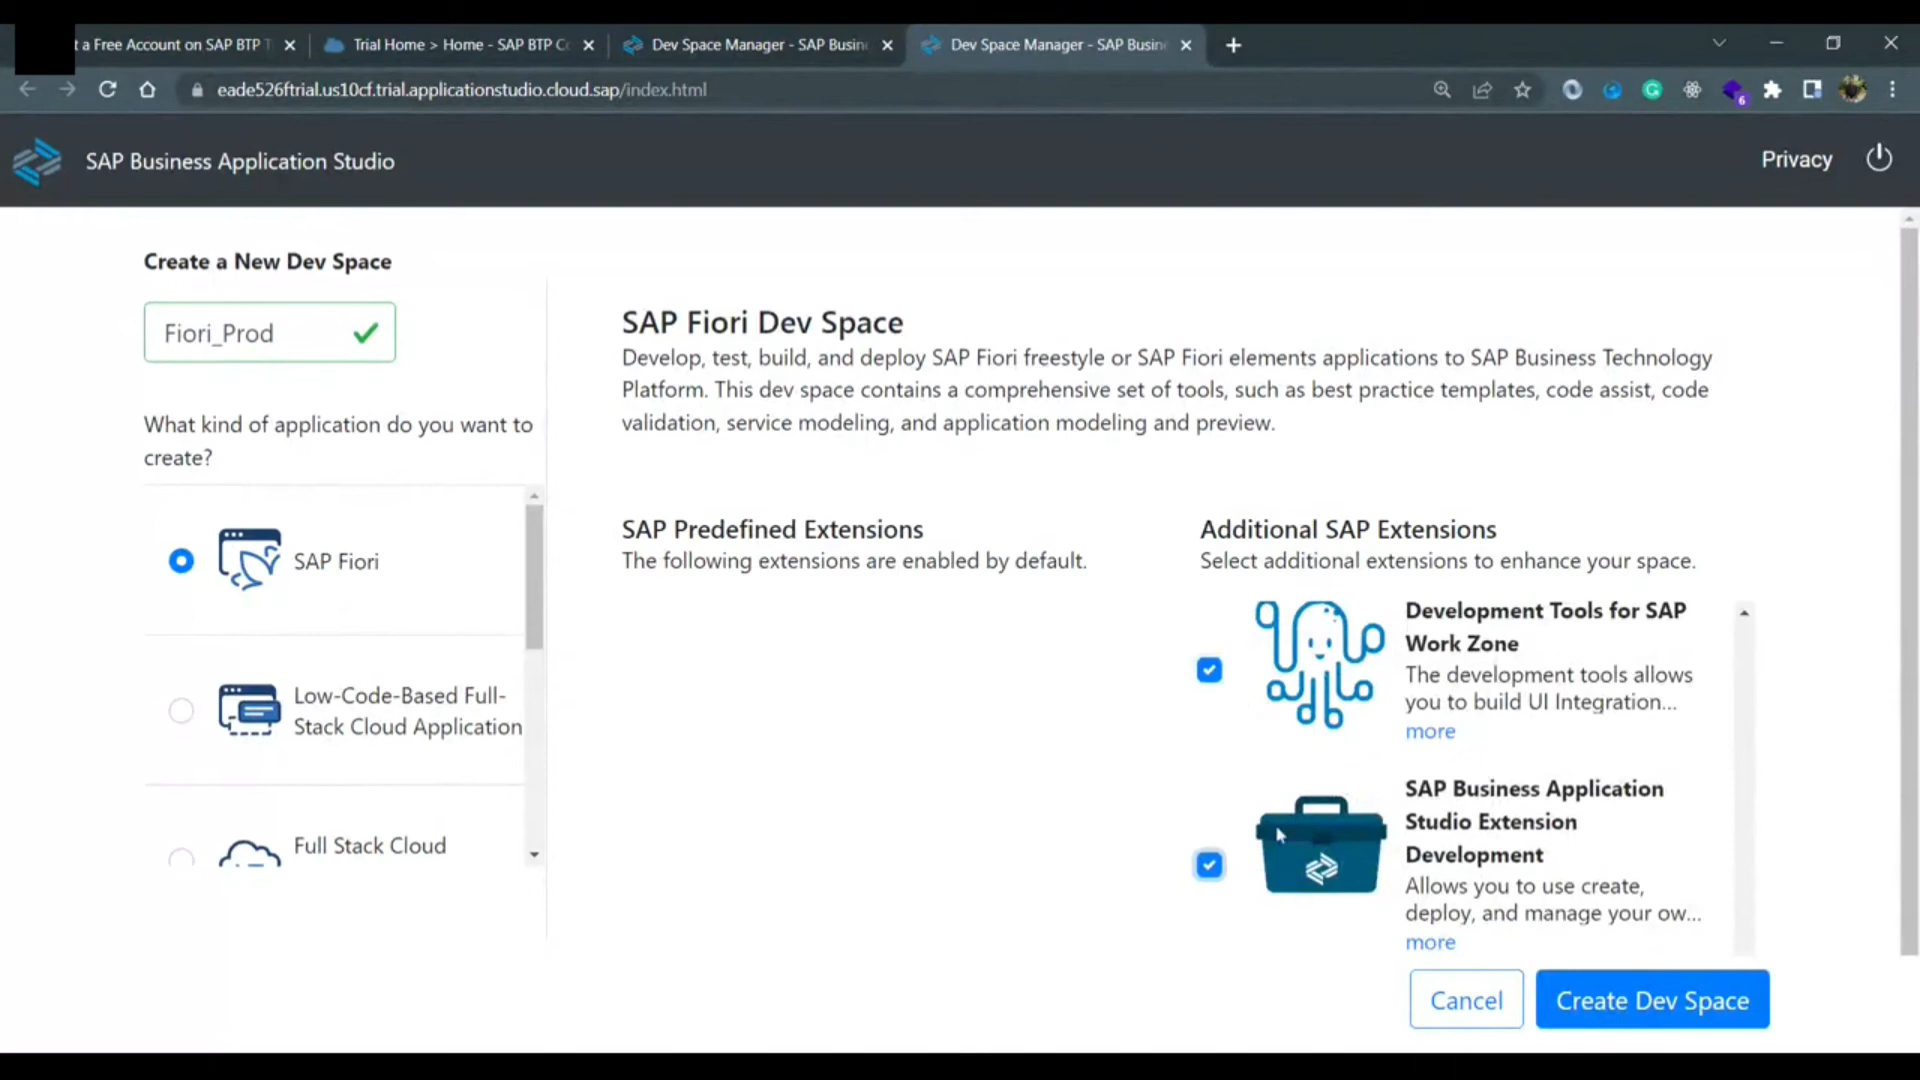 t a Free Account on SAP BTP T
Trial Home > Home - SAP BTP C
Dev Space Manager - SAP Busin
Dev Space Manager - SAP Busin
eade526ftrial.us10cf.trial.applicationstudio.cloud.sap/index.html
6
SAP Business Application Studio
Privacy
Create a New Dev Space
Fiori_Prod
What kind of application do you want to
create?
SAP Fiori
Low-Code-Based Full-
Stack Cloud Application
Full Stack Cloud
SAP Fiori Dev Space
Develop, test, build, and deploy SAP Fiori freestyle or SAP Fiori elements applications to SAP Business Technology
Platform. This dev space contains a comprehensive set of tools, such as best practice templates, code assist, code
validation, service modeling, and application modeling and preview.
SAP Predefined Extensions
The following extensions are enabled by default.
Additional SAP Extensions
Select additional extensions to enhance your space.
Development Tools for SAP
Work Zone
The development tools allows
you to build UI Integration...
more
SAP Business Application
Studio Extension
Development
Allows you to use create,
deploy, and manage your ow...
more
Cancel
Create Dev Space